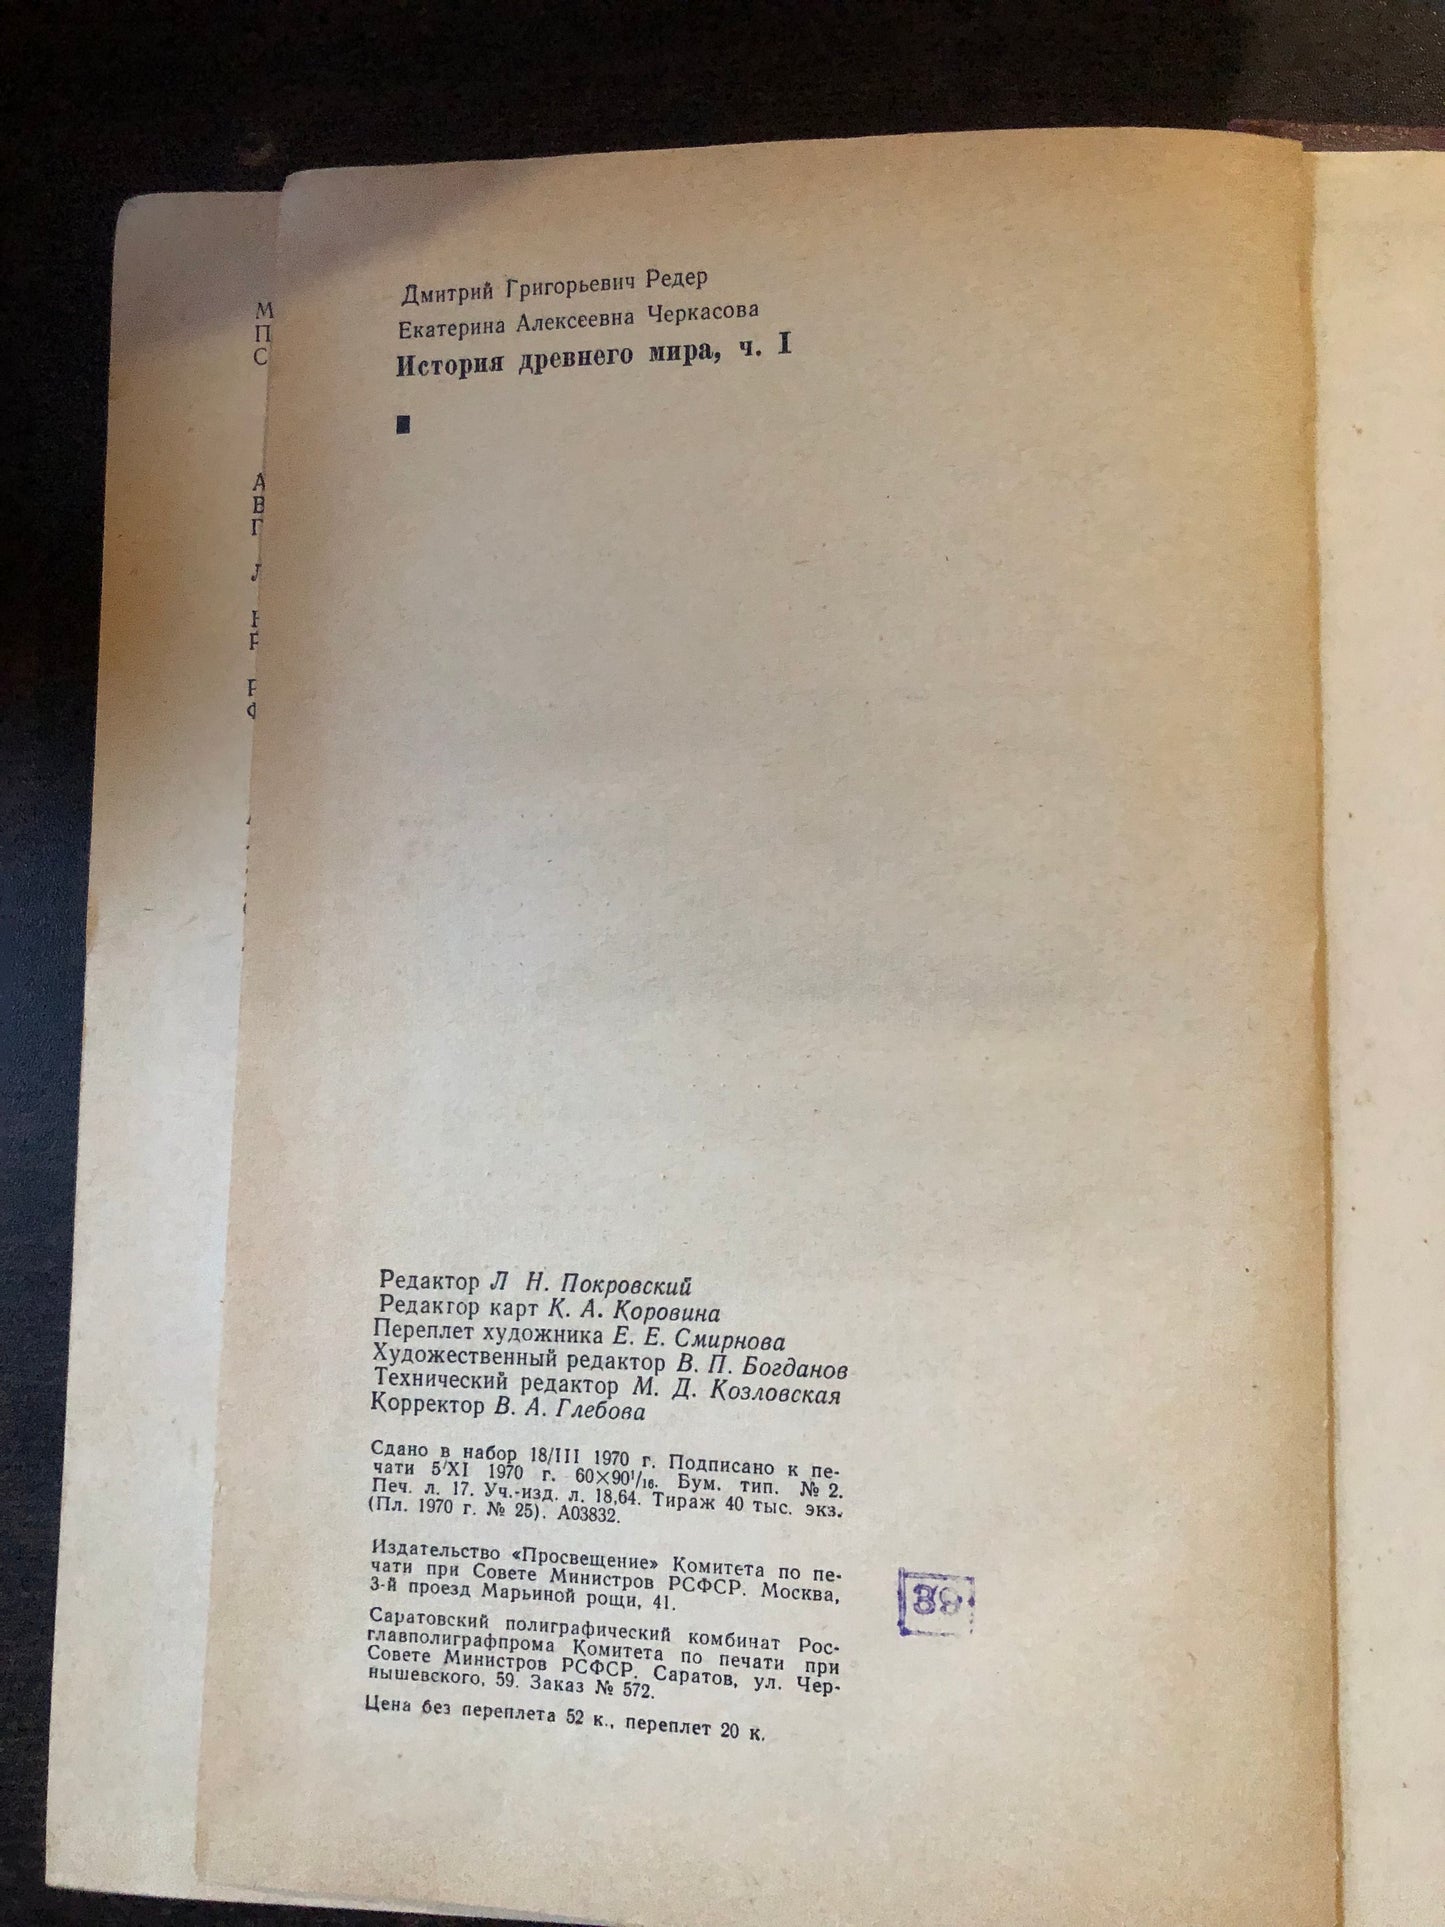 Дмитрий Григорьевич Редер
Екатерина Алексеевна Черкасова
История древнего мира, ч. I
М
П
С
А
В
Г
Л
Н
Р
Р
Ф
Редактор Л Н. Покровский
Редактор карт К. А. Коровина
Переплет художника Е. Е. Смирнова
Художественный редактор В. П. Богданов
Технический редактор М. Д. Козловская
Корректор В. А. Глебова
Сдано в набор 18/III 1970 г. Подписано к пе-
чати 5/XI 1970 г. 60×90¹/₁₆. Бум. тип. № 2.
Печ. л. 17. Уч.-изд. л. 18,64. Тираж 40 тыс. экз.
(Пл. 1970 г. № 25). А03832.
Издательство «Просвещение» Комитета по пе-
чати при Совете Министров РСФСР. Москва,
3-й проезд Марьиной рощи, 41.
Саратовский полиграфический комбинат Рос-
главполиграфпрома Комитета по печати при
Совете Министров РСФСР. Саратов, ул. Чер-
нышевского, 59. Заказ № 572.
Цена без переплета 52 к., переплет 20 к.